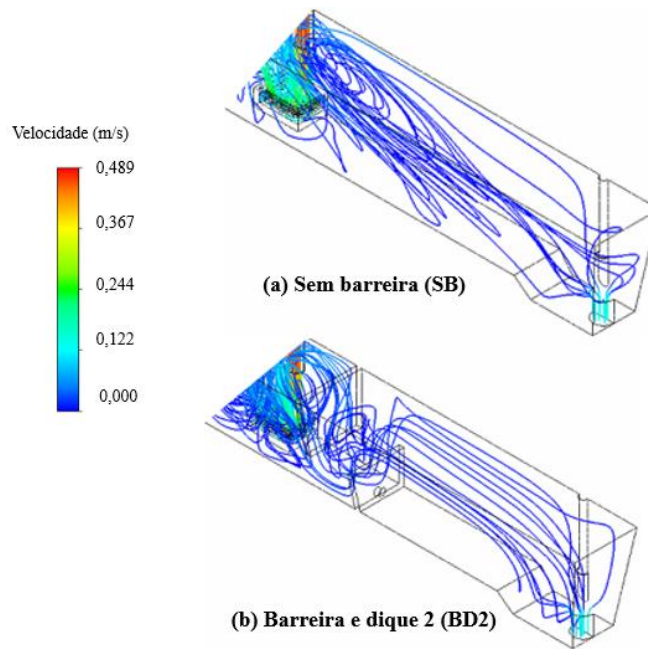 Velocidade (m/s)
0,489
0,367
0,244
0,122
0,000
(a) Sem barreira (SB)
(b) Barreira e dique 2 (BD2)